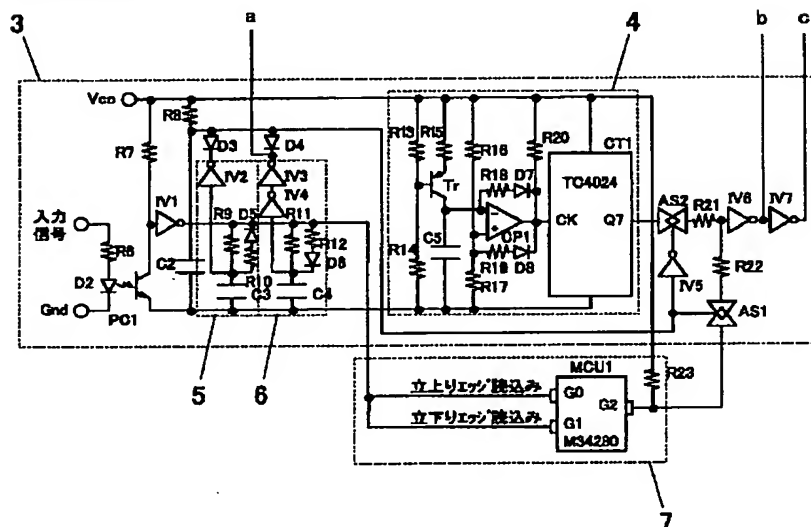 a
4
b
c
3
Vcc
R8
R13
R15
R16
R20
CT1
R7
D3
D4
Tr
R18
D7
TC4024
IV2
IV3
IV4
AS2
R21
IV6
IV7
IV1
R9
D5
R11
CK
Q7
入力
信号
R6
C5
OP1
R12
D6
R14
R19
D8
R17
R22
IV5
D2
C2
R10
C3
C4
Gnd
PC1
AS1
5
6
MCU1
R23
立上りエッジ読込み
G0
G2
立下りエッジ読込み
G1
M34280
7